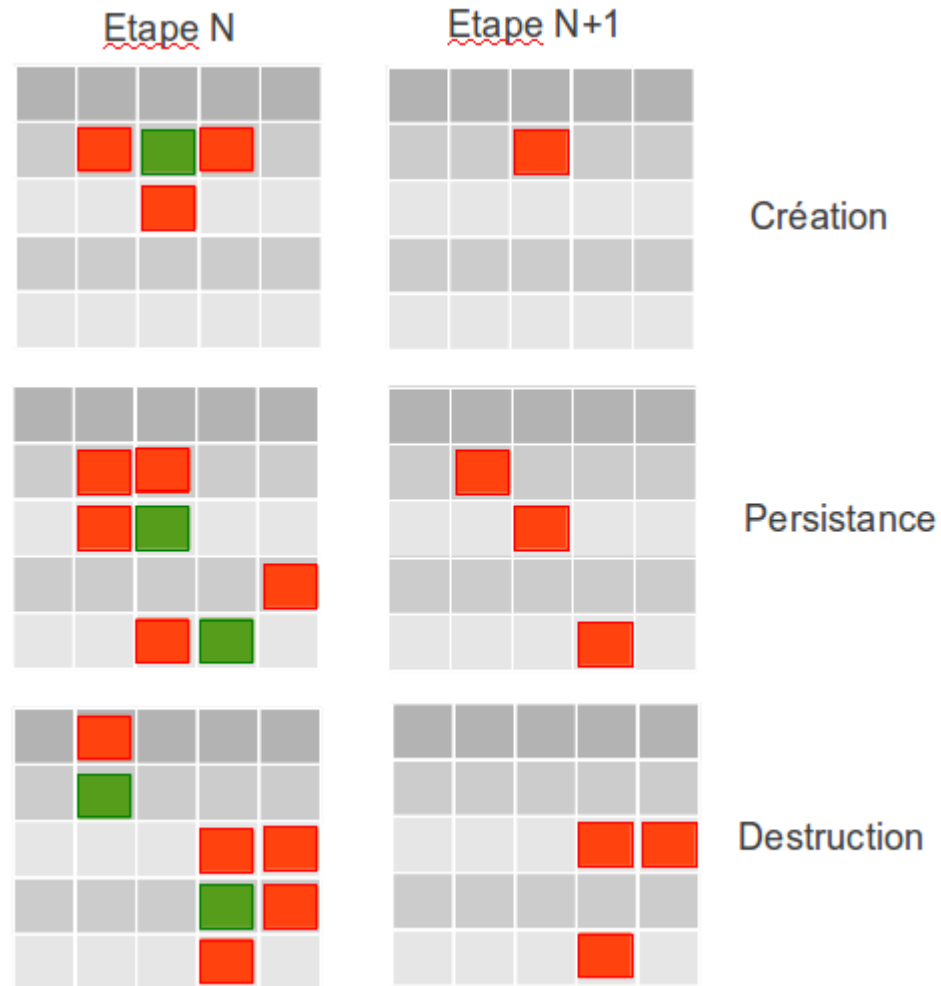 Etape N
Etape N+1
Création
Persistance
Destruction